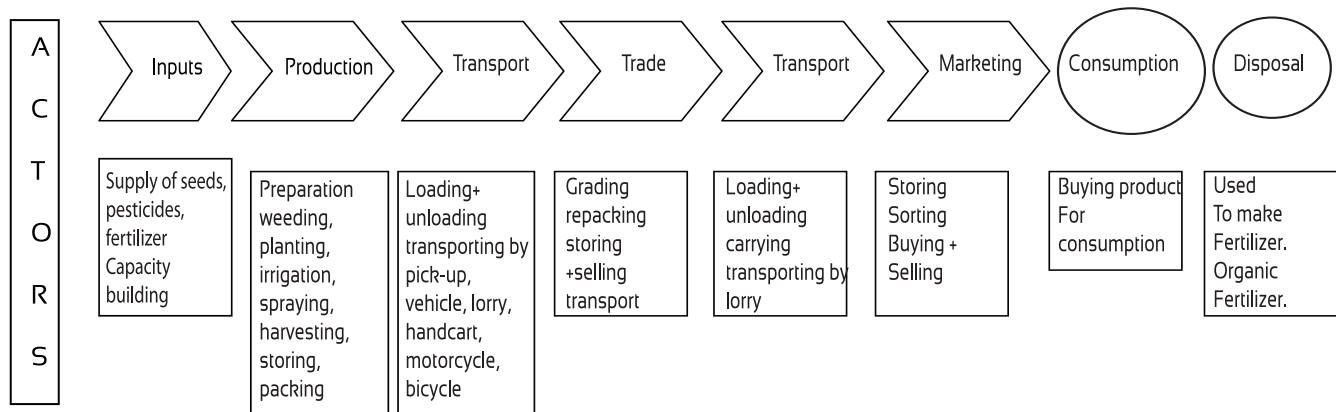 A
C
T
O
R
S
Inputs
Production
Transport
Trade
Transport
Marketing
Consumption
Disposal
Supply of seeds,
pesticides,
fertilizer
Capacity
building
Preparation
weeding,
planting,
irrigation,
spraying,
harvesting,
storing,
packing
Loading+
unloading
transporting by
pick-up,
vehicle, lorry,
handcart,
motorcycle,
bicycle
Grading
repacking
storing
+selling
transport
Loading+
unloading
carrying
transporting by
lorry
Storing
Sorting
Buying +
Selling
Buying product
For
consumption
Used
To make
Fertilizer.
Organic
Fertilizer.